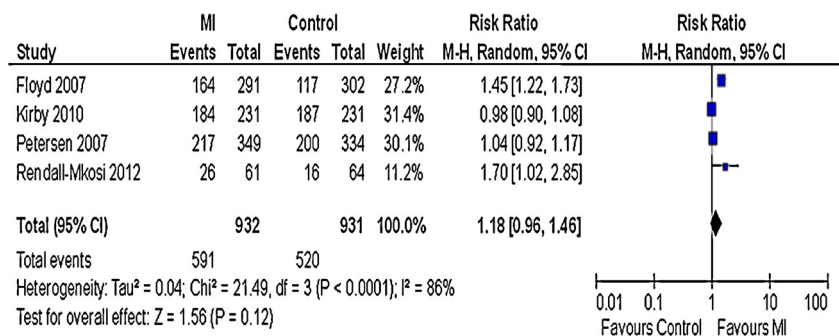 MI Control Risk Ratio Risk Ratio
Study Events Total Events Total Weight M-H, Random, 95% CI M-H, Random, 95% CI
Floyd 2007 164 291 117 302 27.2% 1.45 [1.22, 1.73]
Kirby 2010 184 231 187 231 31.4% 0.98 [0.90, 1.08]
Petersen 2007 217 349 200 334 30.1% 1.04 [0.92, 1.17]
Rendall-Mkosi 2012 26 61 16 64 11.2% 1.70 [1.02, 2.85]
Total (95% CI) 932 931 100.0% 1.18 [0.96, 1.46]
Total events 591 520
Heterogeneity: Tau² = 0.04; Chi² = 21.49, df = 3 (P < 0.0001); I² = 86%
Test for overall effect: Z = 1.56 (P = 0.12)
0.01 0.1 1 10 100
Favours Control Favours MI